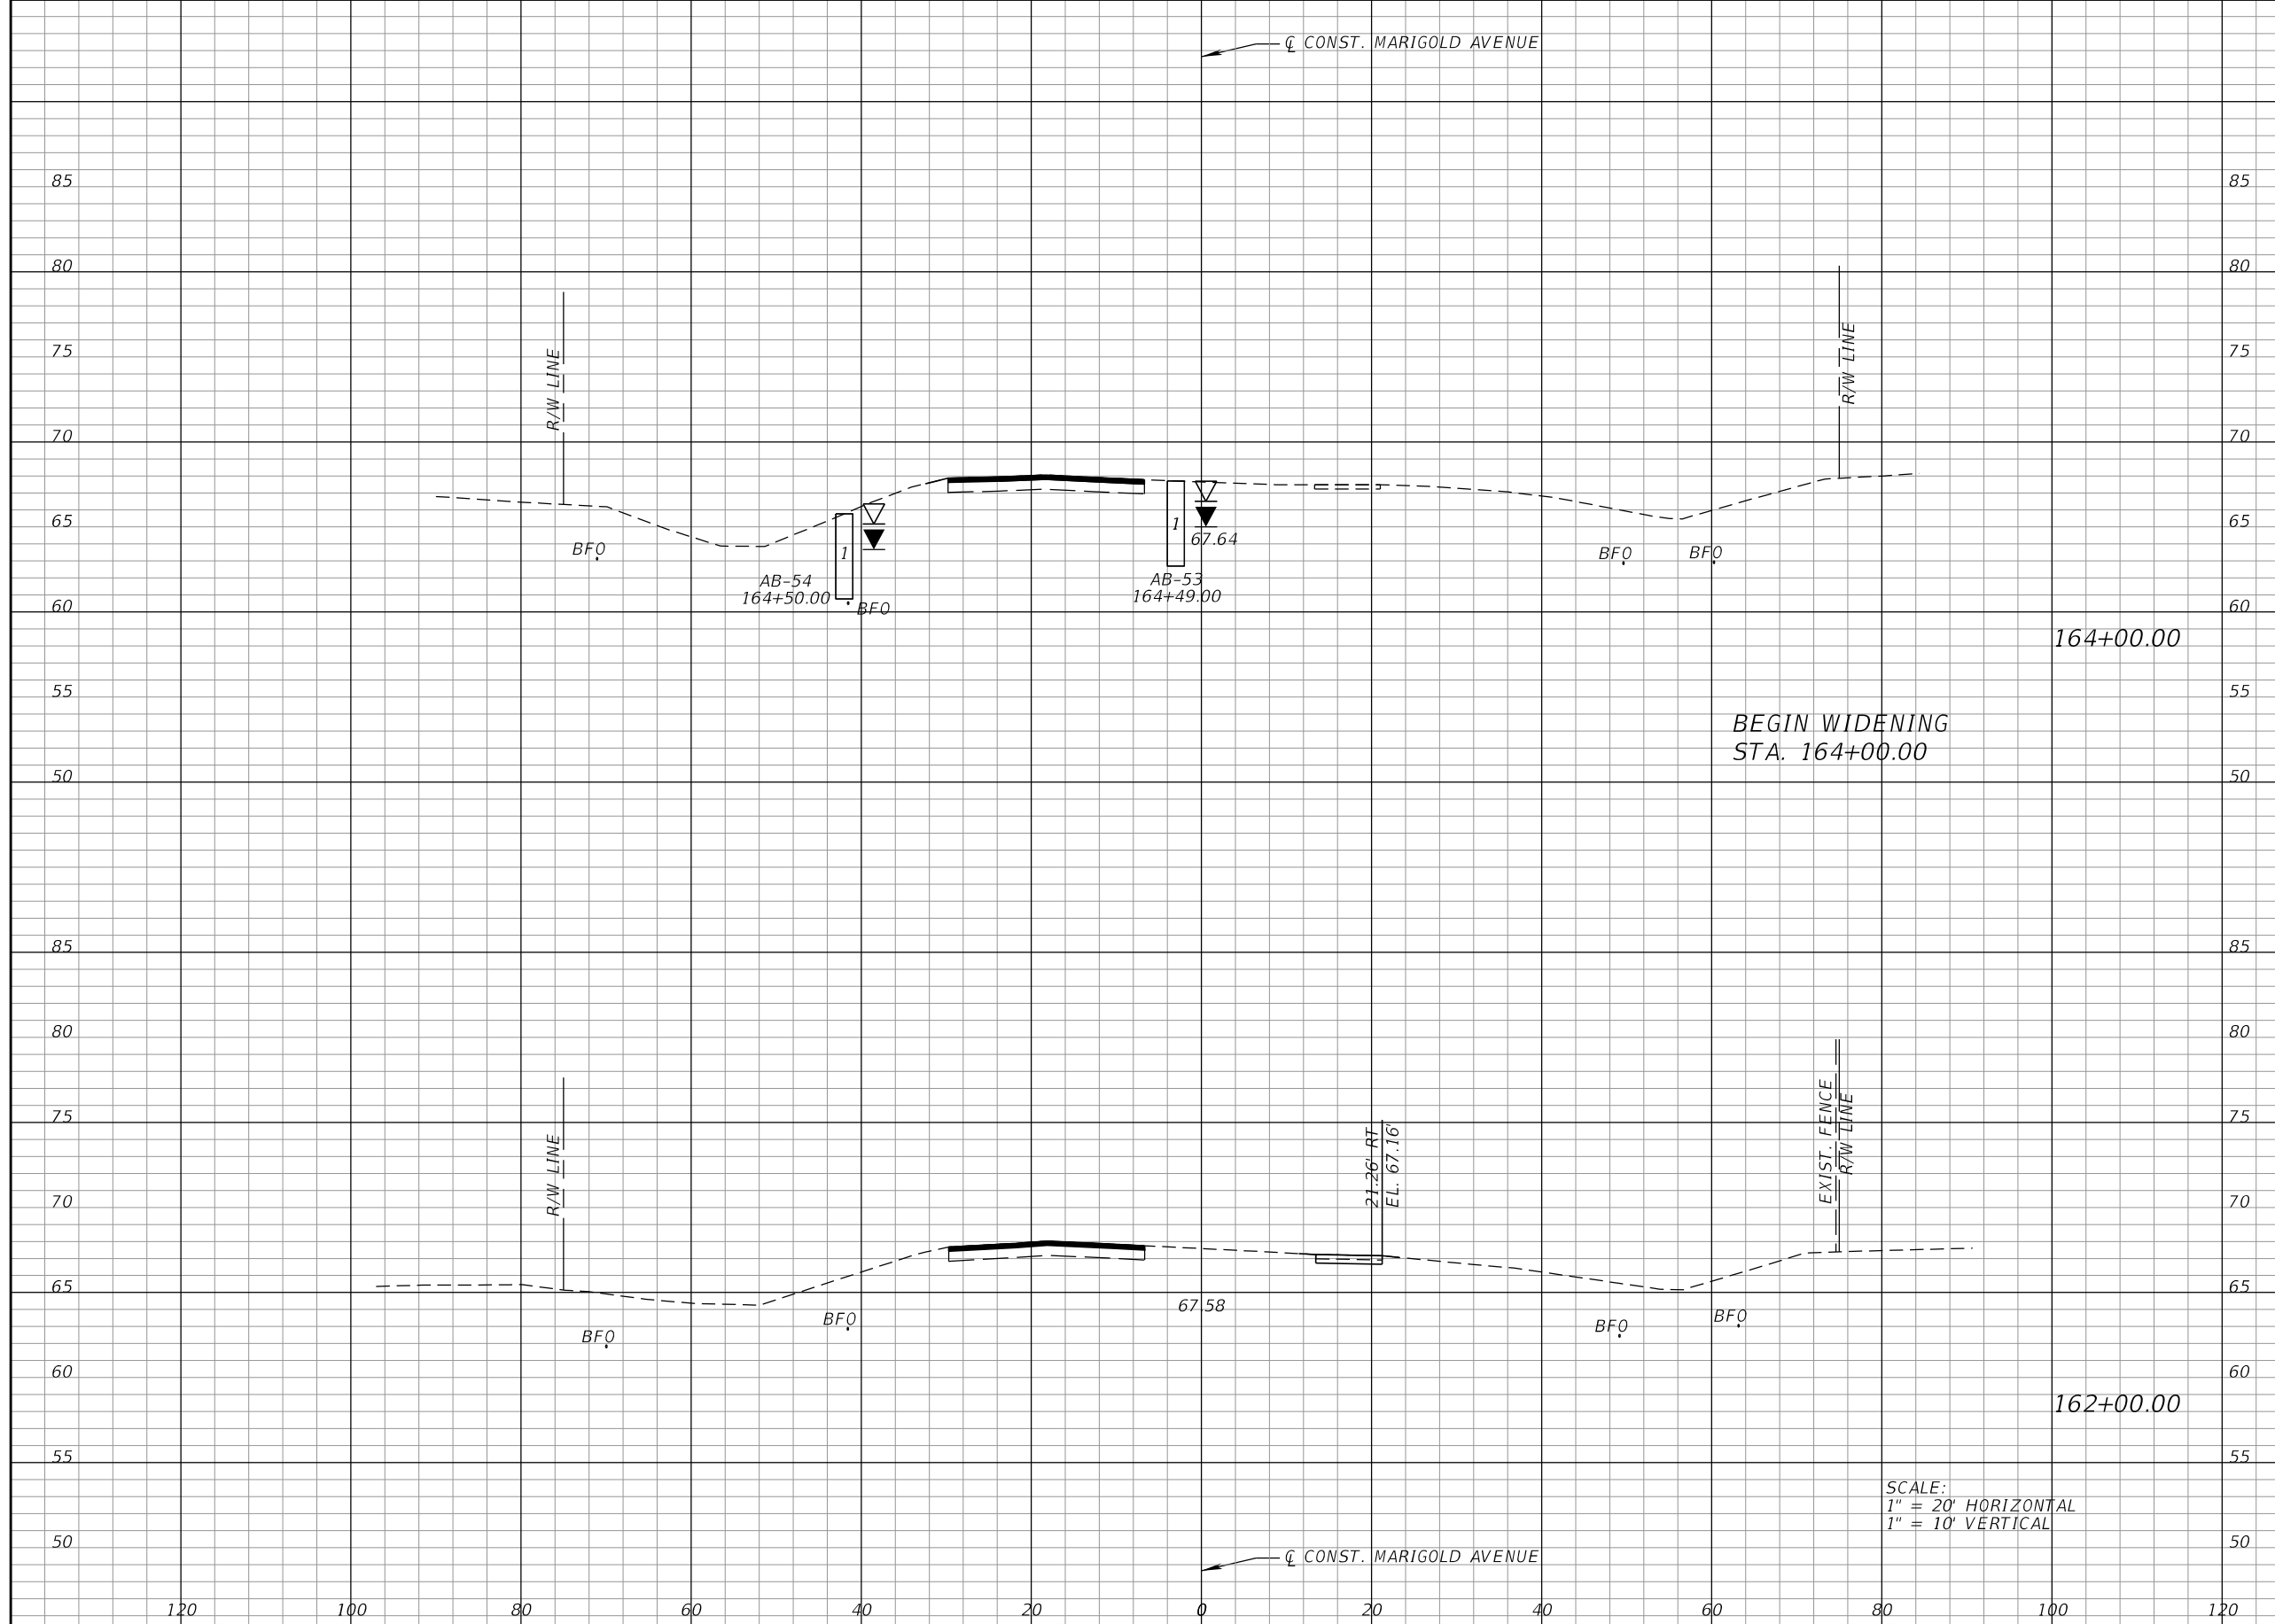 ℄ CONST. MARIGOLD AVENUE
85 85
80 80
75 75
R/W LINE
R/W LINE
70 70
65 65
1
1
67.64
BFO
BFO
BFO
AB-54
164+50.00
BFO
AB-53
164+49.00
60 60
164+00.00
55 55
BEGIN WIDENING
STA. 164+00.00
50 50
85 85
80 80
75 75
R/W LINE
21.26' RT
EL. 67.16'
EXIST. FENCE
R/W LINE
70 70
65 65
67.58
BFO
BFO
BFO
BFO
60 60
162+00.00
55 55
SCALE:
1" = 20' HORIZONTAL
1" = 10' VERTICAL
50 50
℄ CONST. MARIGOLD AVENUE
120 100 80 60 40 20 0 20 40 60 80 100 120